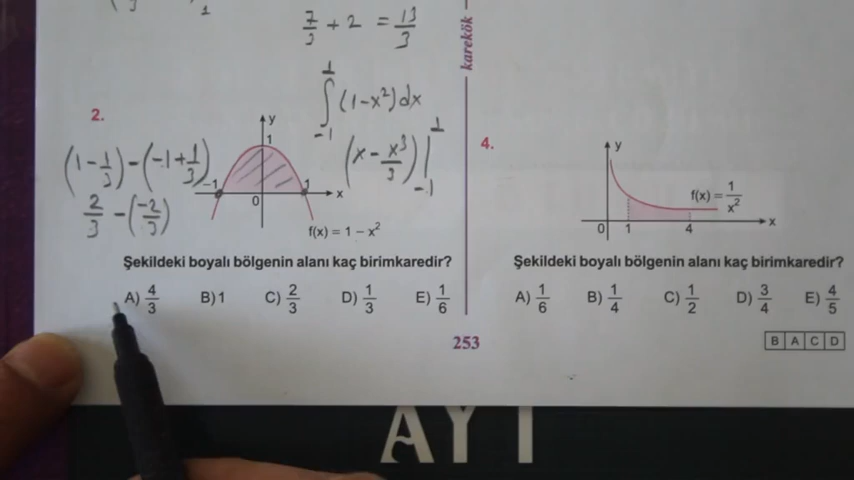 7/3 + 2 = 13/3
karekök
2.
∫₋₁¹ (1-x²)dx
(x - x³/3)|₋₁¹
(1 - 1/3) - (-1 + 1/3)
2/3 - (-2/3)
y
1
-1
0
1
x
f(x) = 1 – x²
Şekildeki boyalı bölgenin alanı kaç birimkaredir?
A) 4/3 B) 1 C) 2/3 D) 1/3 E) 1/6
253
4.
y
f(x) = 1/x²
0
1
4
x
Şekildeki boyalı bölgenin alanı kaç birimkaredir?
A) 1/6 B) 1/4 C) 1/2 D) 3/4 E) 4/5
B A C D
AYT